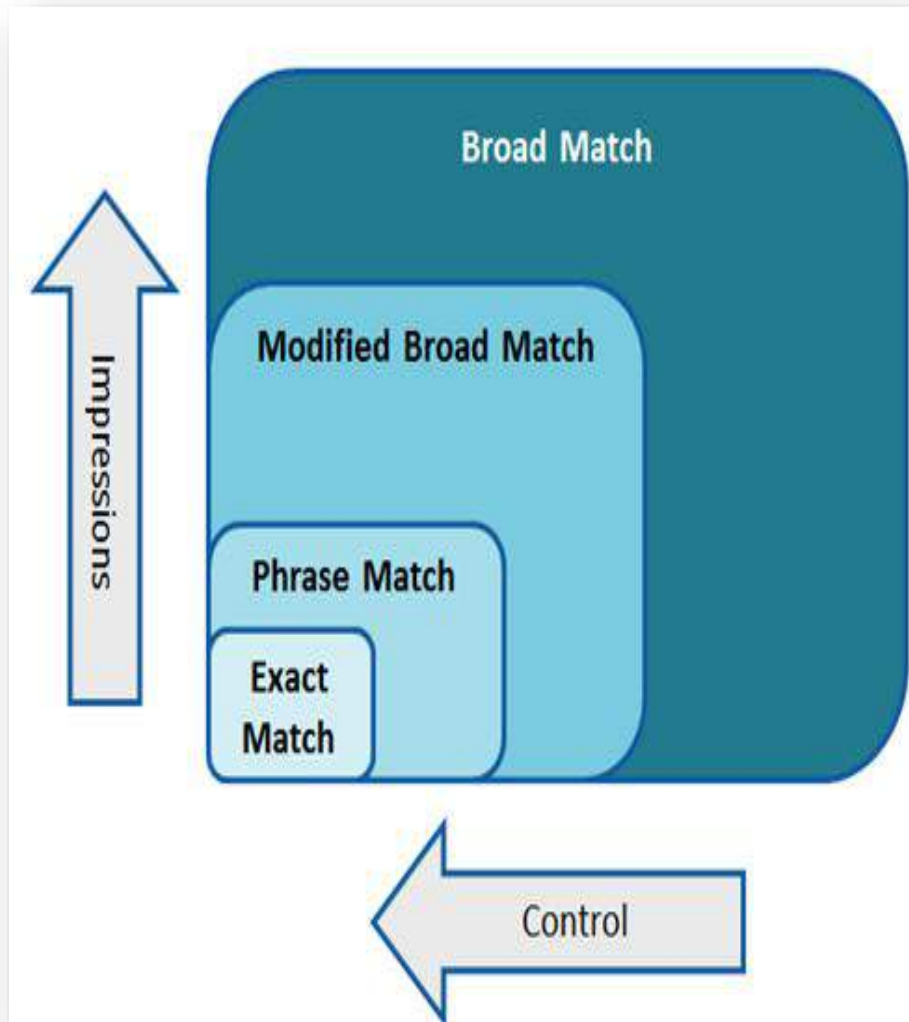 Broad Match
Modified Broad Match
Impressions
Phrase Match
Exact
Match
Control